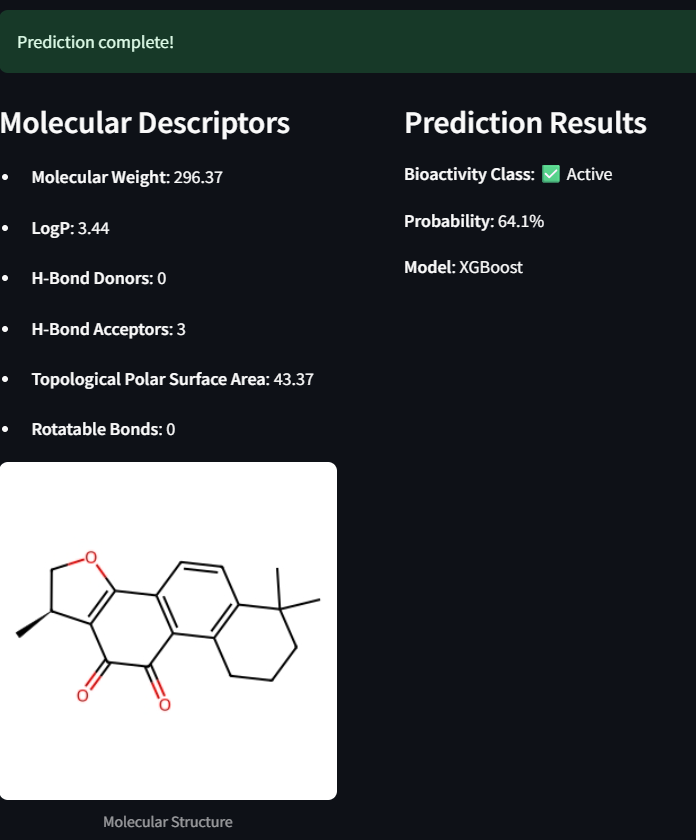 Prediction complete!
Molecular Descriptors
Molecular Weight: 296.37
LogP: 3.44
H-Bond Donors: 0
H-Bond Acceptors: 3
Topological Polar Surface Area: 43.37
Rotatable Bonds: 0
O
O
O
Molecular Structure
Prediction Results
Bioactivity Class: ✅ Active
Probability: 64.1%
Model: XGBoost